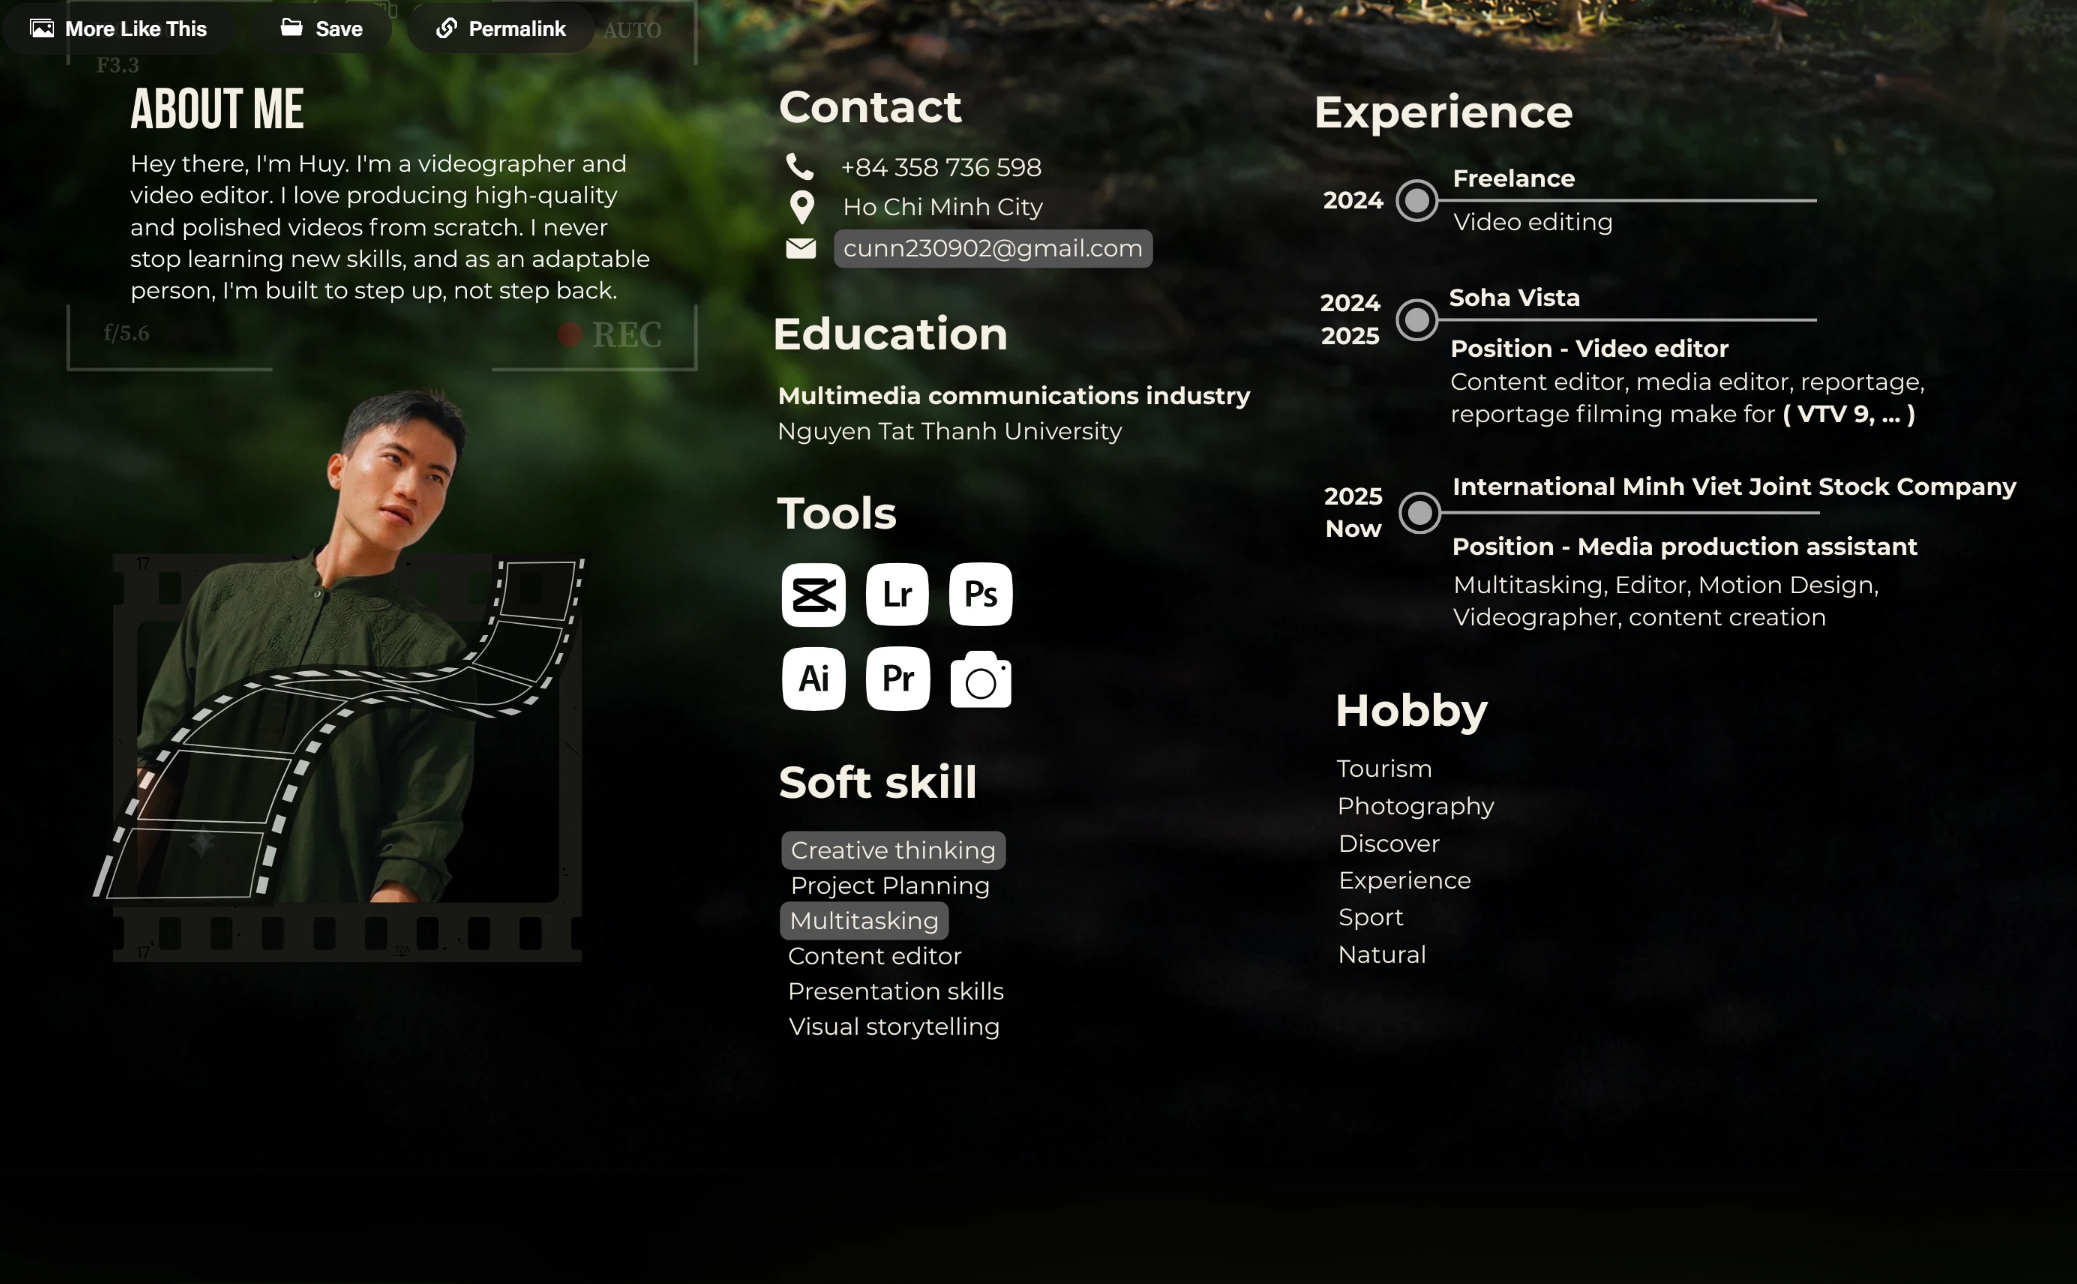 More Like This
Save
Permalink
AUTO
F3.3
ABOUT ME
Hey there, I'm Huy. I'm a videographer and
video editor. I love producing high-quality
and polished videos from scratch. I never
stop learning new skills, and as an adaptable
person, I'm built to step up, not step back.
f/5.6
REC
17
17
12A
Contact
+84 358 736 598
Ho Chi Minh City
cunn230902@gmail.com
Education
Multimedia communications industry
Nguyen Tat Thanh University
Tools
Lr
Ps
Ai
Pr
Soft skill
Creative thinking
Project Planning
Multitasking
Content editor
Presentation skills
Visual storytelling
Experience
2024
Freelance
Video editing
2024
2025
Soha Vista
Position - Video editor
Content editor, media editor, reportage,
reportage filming make for ( VTV 9, ... )
2025
Now
International Minh Viet Joint Stock Company
Position - Media production assistant
Multitasking, Editor, Motion Design,
Videographer, content creation
Hobby
Tourism
Photography
Discover
Experience
Sport
Natural